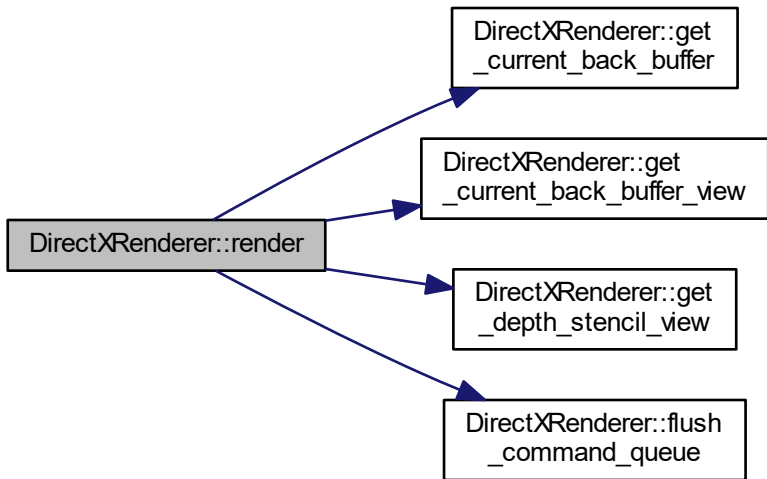 DirectXRenderer::get
_current_back_buffer
DirectXRenderer::get
_current_back_buffer_view
DirectXRenderer::render
DirectXRenderer::get
_depth_stencil_view
DirectXRenderer::flush
_command_queue